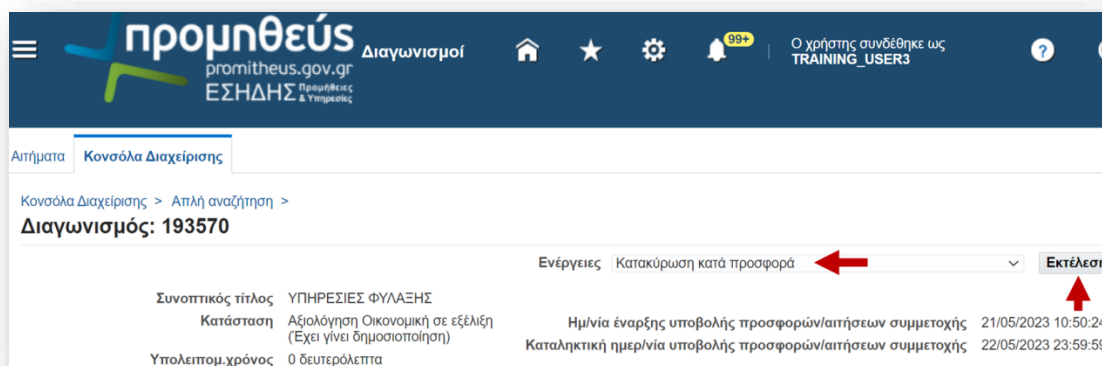 προμηθεύς
promitheus.gov.gr
ΕΣΗΔΗΣ Προμήθειες & Υπηρεσίες
Διαγωνισμοί
99+
Ο χρήστης συνδέθηκε ως
TRAINING_USER3
?
Αιτήματα Κονσόλα Διαχείρισης
Κονσόλα Διαχείρισης > Απλή αναζήτηση >
Διαγωνισμός: 193570
Ενέργειες Κατακύρωση κατά προσφορά Εκτέλεση
Συνοπτικός τίτλος ΥΠΗΡΕΣΙΕΣ ΦΥΛΑΞΗΣ
Κατάσταση Αξιολόγηση Οικονομική σε εξέλιξη
(Έχει γίνει δημοσιοποίηση)
Υπολειπομ.χρόνος 0 δευτερόλεπτα
Ημ/νία έναρξης υποβολής προσφορών/αιτήσεων συμμετοχής 21/05/2023 10:50:24
Καταληκτική ημερ/νία υποβολής προσφορών/αιτήσεων συμμετοχής 22/05/2023 23:59:59